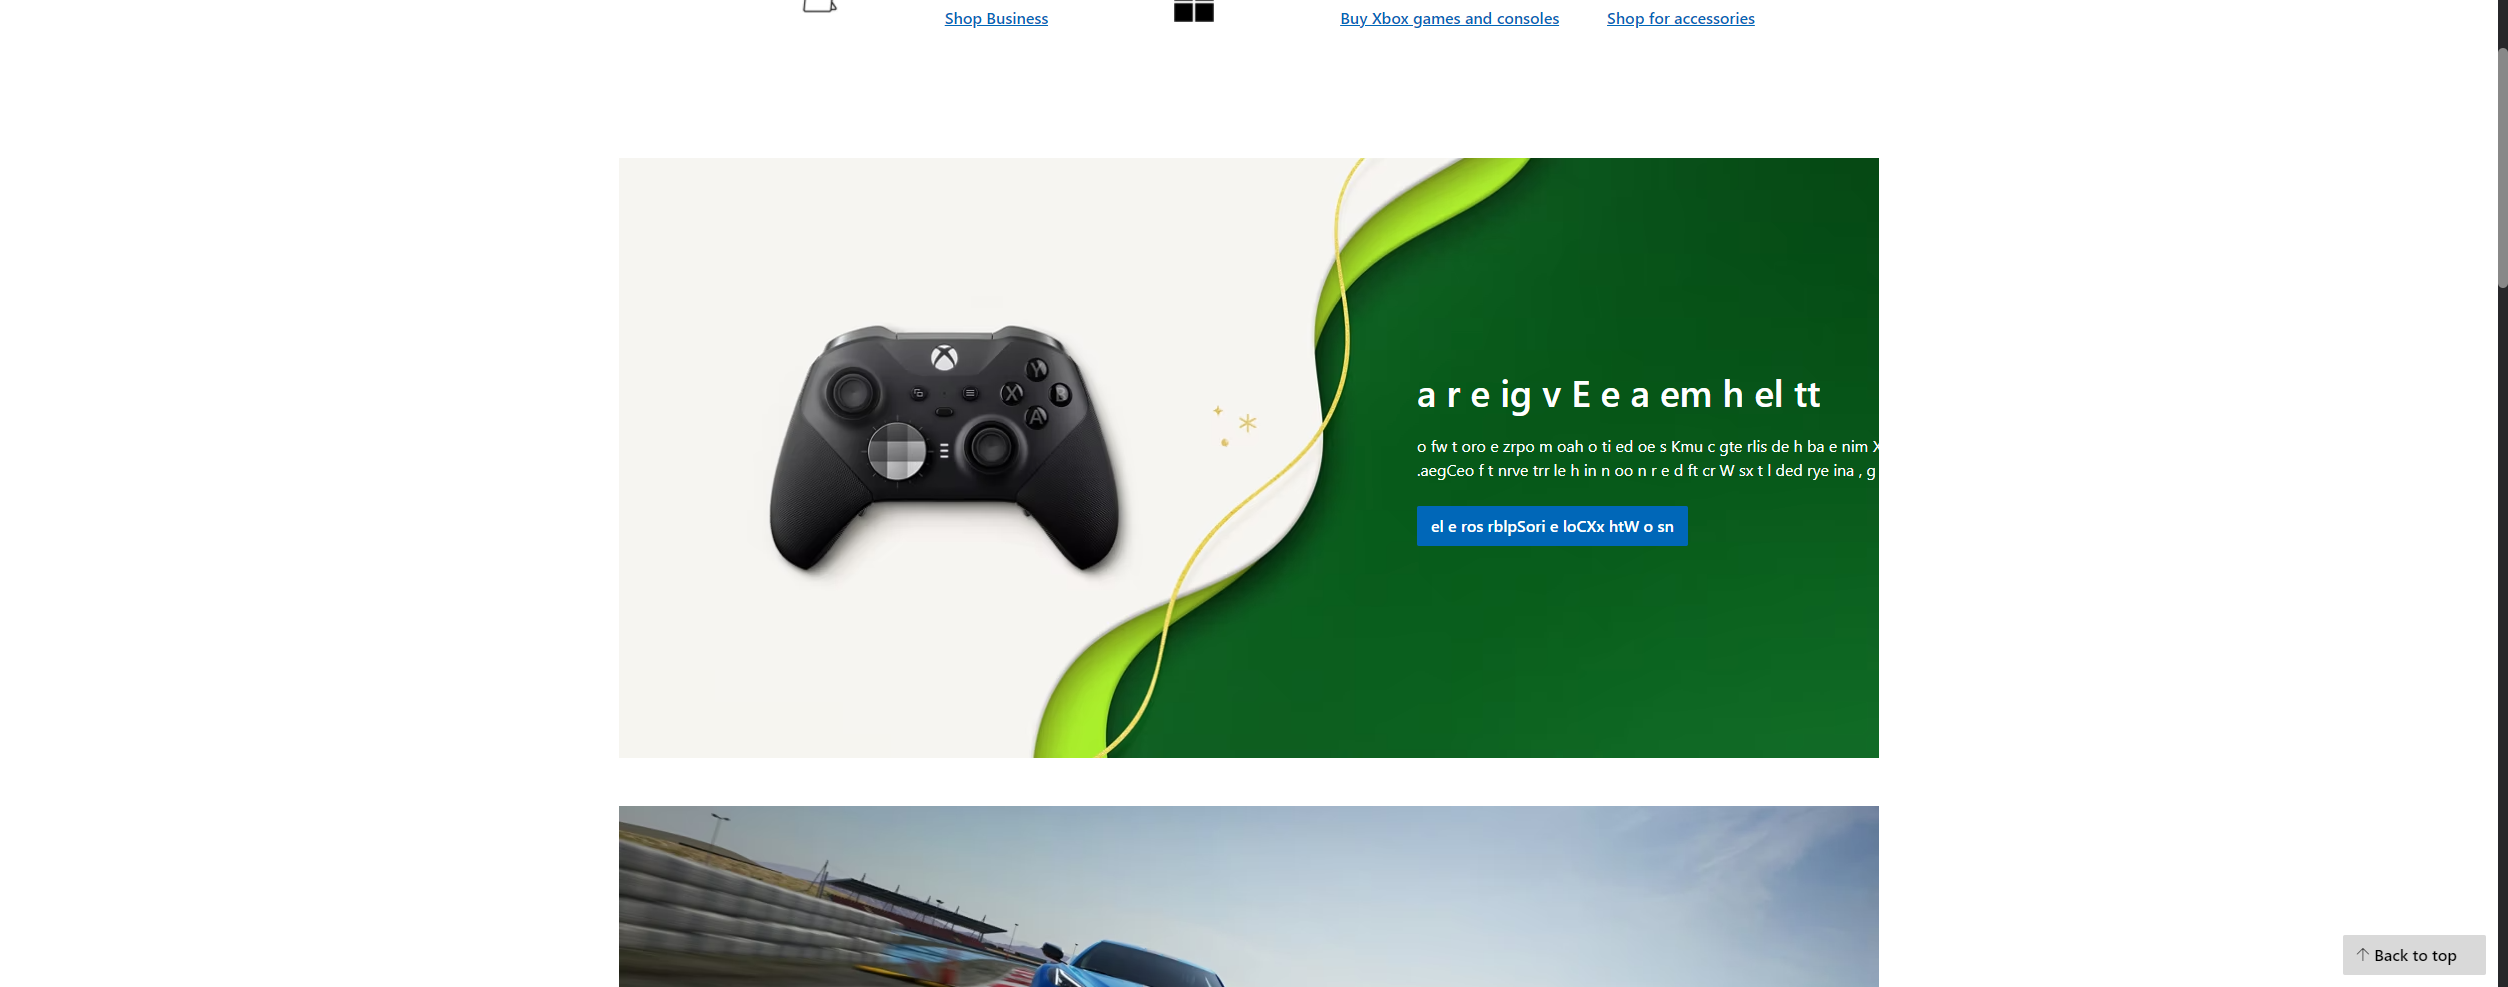 Shop Business
Buy Xbox games and consoles
Shop for accessories
Y
X
B
A
a r e ig v E e a em h el tt
o fw t oro e zrpo m oah o ti ed oe s Kmu c gte rlis de h ba e nim X
.aegCeo f t nrve trr le h in n oo n r e d ft cr W sx t l ded rye ina , g
el e ros rblpSori e loCXx htW o sn
Back to top